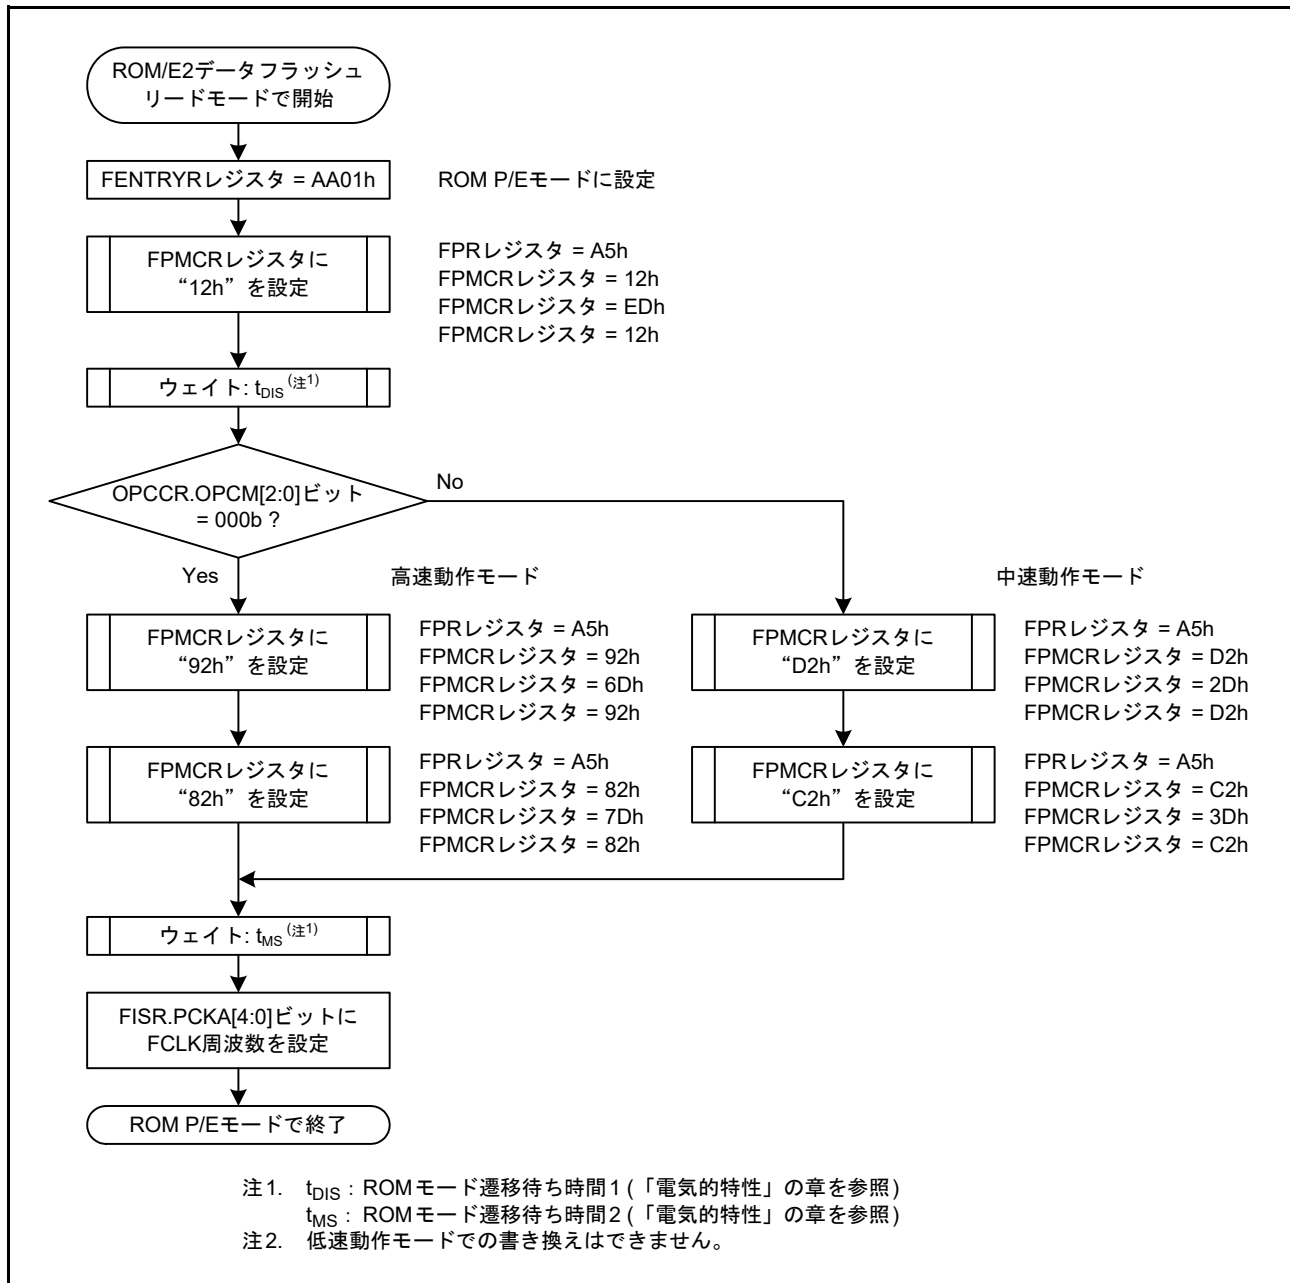 ROM/E2データフラッシュ
リードモードで開始
FENTRYRレジスタ = AA01h
ROM P/Eモードに設定
FPMCRレジスタに
“12h”を設定
FPRレジスタ = A5h
FPMCRレジスタ = 12h
FPMCRレジスタ = EDh
FPMCRレジスタ = 12h
ウェイト: tDIS (注1)
OPCCR.OPCM[2:0]ビット
= 000b ?
No
Yes
高速動作モード
中速動作モード
FPMCRレジスタに
“92h”を設定
FPRレジスタ = A5h
FPMCRレジスタ = 92h
FPMCRレジスタ = 6Dh
FPMCRレジスタ = 92h
FPMCRレジスタに
“D2h”を設定
FPRレジスタ = A5h
FPMCRレジスタ = D2h
FPMCRレジスタ = 2Dh
FPMCRレジスタ = D2h
FPMCRレジスタに
“82h”を設定
FPRレジスタ = A5h
FPMCRレジスタ = 82h
FPMCRレジスタ = 7Dh
FPMCRレジスタ = 82h
FPMCRレジスタに
“C2h”を設定
FPRレジスタ = A5h
FPMCRレジスタ = C2h
FPMCRレジスタ = 3Dh
FPMCRレジスタ = C2h
ウェイト: tMS (注1)
FISR.PCKA[4:0]ビットに
FCLK周波数を設定
ROM P/Eモードで終了
注1. tDIS : ROMモード遷移待ち時間1 (「電気的特性」の章を参照)
tMS : ROMモード遷移待ち時間2 (「電気的特性」の章を参照)
注2. 低速動作モードでの書き換えはできません。